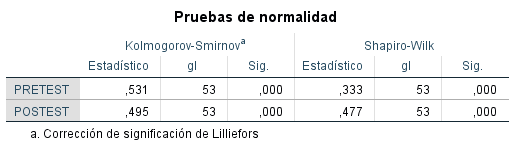 Pruebas de normalidad
Kolmogorov-Smirnovᵃ Shapiro-Wilk
Estadístico gl Sig. Estadístico gl Sig.
PRETEST ,531 53 ,000 ,333 53 ,000
POSTEST ,495 53 ,000 ,477 53 ,000
a. Corrección de significación de Lilliefors